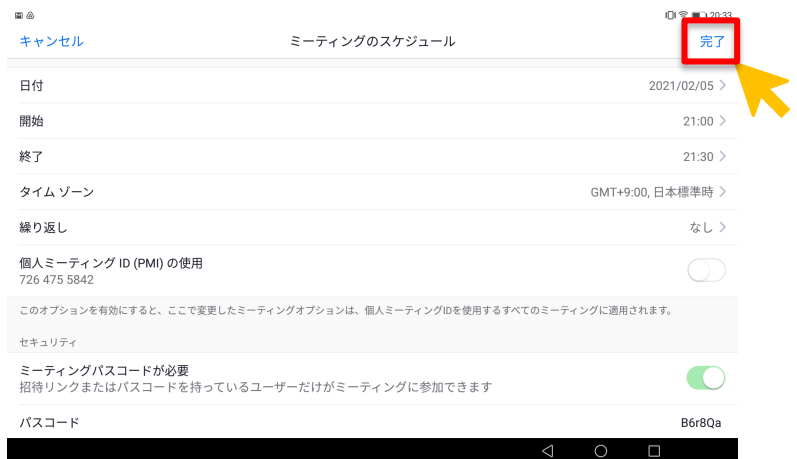 20:33
キャンセル ミーティングのスケジュール 完了
日付 2021/02/05
開始 21:00
終了 21:30
タイム ゾーン GMT+9:00, 日本標準時
繰り返し なし
個人ミーティング ID (PMI) の使用
726 475 5842
このオプションを有効にすると、ここで変更したミーティングオプションは、個人ミーティングIDを使用するすべてのミーティングに適用されます。
セキュリティ
ミーティングパスコードが必要
招待リンクまたはパスコードを持っているユーザーだけがミーティングに参加できます
パスコード B6r8Qa